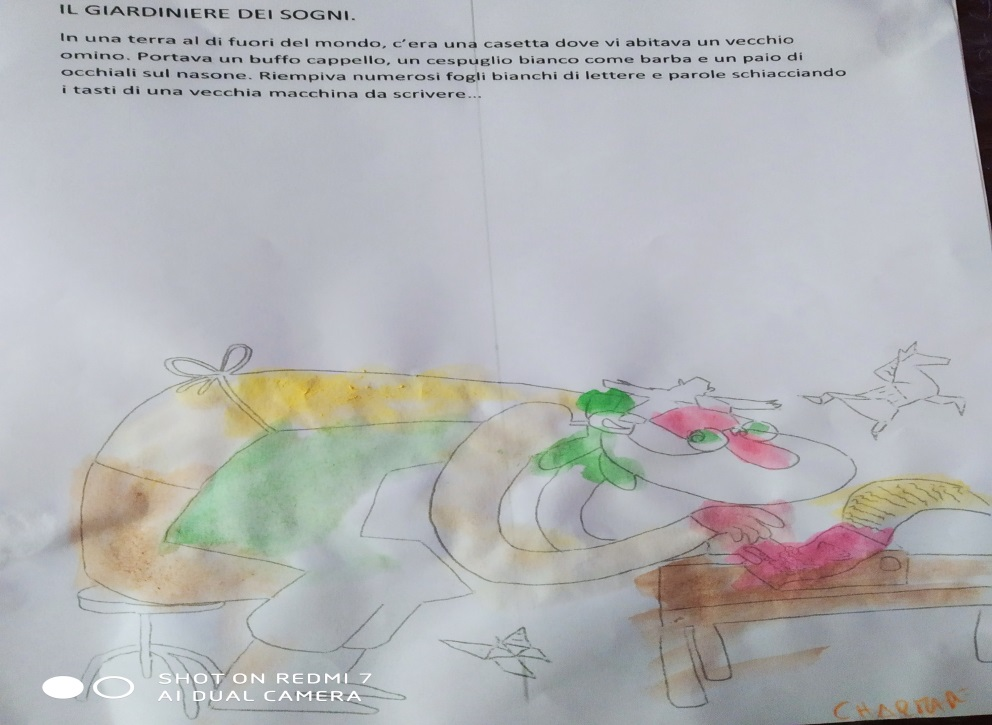 IL GIARDINIERE DEI SOGNI.
In una terra al di fuori del mondo, c'era una casetta dove vi abitava un vecchio
omino. Portava un buffo cappello, un cespuglio bianco come barba e un paio di
occhiali sul nasone. Riempiva numerosi fogli bianchi di lettere e parole schiacciando
i tasti di una vecchia macchina da scrivere...
SHOT ON REDMI 7
AI DUAL CAMERA